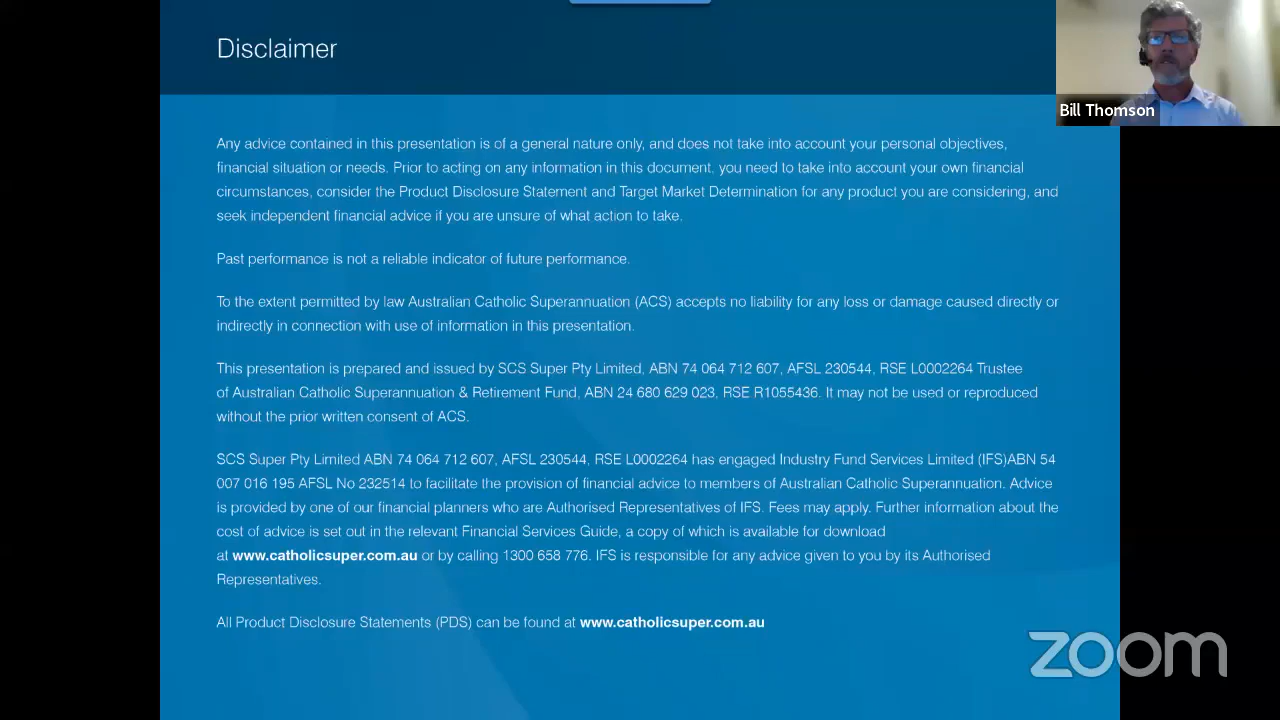 Disclaimer
Bill Thomson
Any advice contained in this presentation is of a general nature only, and does not take into account your personal objectives,
financial situation or needs. Prior to acting on any information in this document, you need to take into account your own financial
circumstances, consider the Product Disclosure Statement and Target Market Determination for any product you are considering, and
seek independent financial advice if you are unsure of what action to take.
Past performance is not a reliable indicator of future performance.
To the extent permitted by law Australian Catholic Superannuation (ACS) accepts no liability for any loss or damage caused directly or
indirectly in connection with use of information in this presentation.
This presentation is prepared and issued by SCS Super Pty Limited, ABN 74 064 712 607, AFSL 230544, RSE L0002264 Trustee
of Australian Catholic Superannuation & Retirement Fund, ABN 24 680 629 023, RSE R1055436. It may not be used or reproduced
without the prior written consent of ACS.
SCS Super Pty Limited ABN 74 064 712 607, AFSL 230544, RSE L0002264 has engaged Industry Fund Services Limited (IFS)ABN 54
007 016 195 AFSL No 232514 to facilitate the provision of financial advice to members of Australian Catholic Superannuation. Advice
is provided by one of our financial planners who are Authorised Representatives of IFS. Fees may apply. Further information about the
cost of advice is set out in the relevant Financial Services Guide, a copy of which is available for download
at www.catholicsuper.com.au or by calling 1300 658 776. IFS is responsible for any advice given to you by its Authorised
Representatives.
All Product Disclosure Statements (PDS) can be found at www.catholicsuper.com.au
zoom